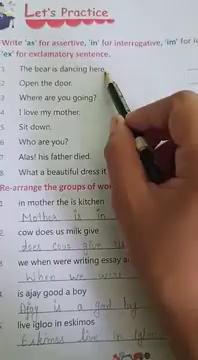 Let's Practice
Write 'as' for assertive, 'in' for interrogative, 'im' for
'ex' for exclamatory sentence.
1 The bear is dancing here.
2 Open the door.
3 Where are you going?
4 I love my mother.
5 Sit down.
6 Who are you?
7 Alas! his father died.
8 What a beautiful dress it
Re-arrange the groups of
1 in mother the is kitchen
Mother is in
2 cow does us milk give
does cous give
3 we when were writing essay
When we were
is ajay good a boy
Ajay is a good boy
live igloo in eskimos
Eskimos live in